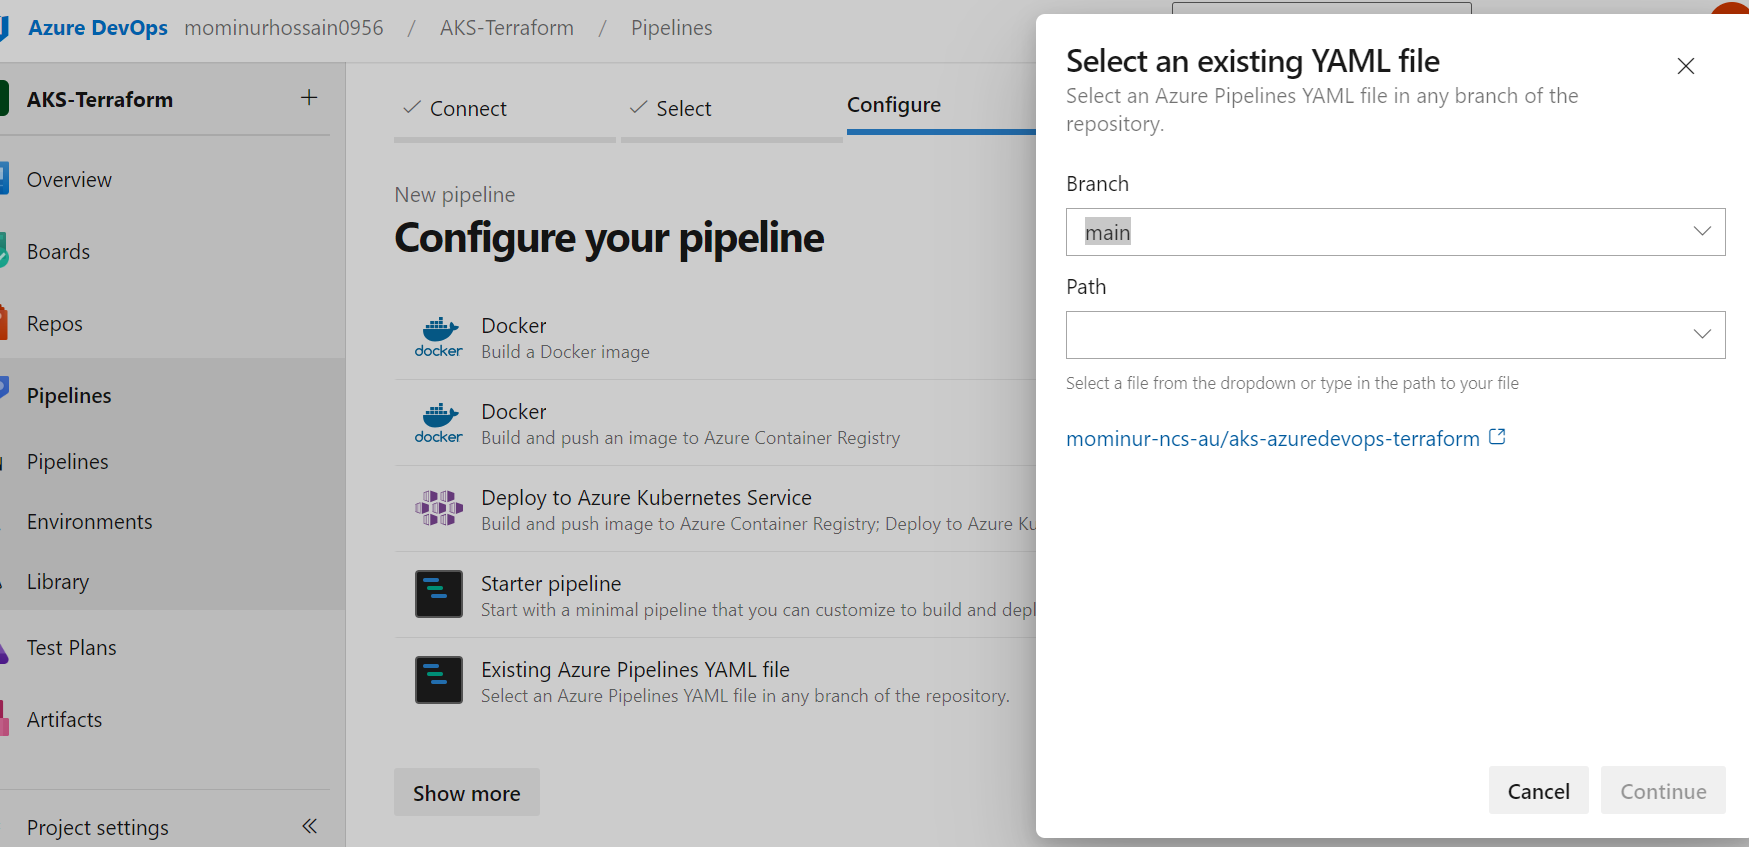 Azure DevOps mominurhossain0956 / AKS-Terraform / Pipelines
AKS-Terraform
Overview
Boards
Repos
Pipelines
Pipelines
Environments
Library
Test Plans
Artifacts
Project settings
Connect
Select
Configure
New pipeline
Configure your pipeline
docker
Docker
Build a Docker image
docker
Docker
Build and push an image to Azure Container Registry
Deploy to Azure Kubernetes Service
Build and push image to Azure Container Registry; Deploy to Azure Ku
Starter pipeline
Start with a minimal pipeline that you can customize to build and depl
Existing Azure Pipelines YAML file
Select an Azure Pipelines YAML file in any branch of the repository.
Show more
Select an existing YAML file
Select an Azure Pipelines YAML file in any branch of the
repository.
Branch
main
Path
Select a file from the dropdown or type in the path to your file
mominur-ncs-au/aks-azuredevops-terraform
Cancel
Continue